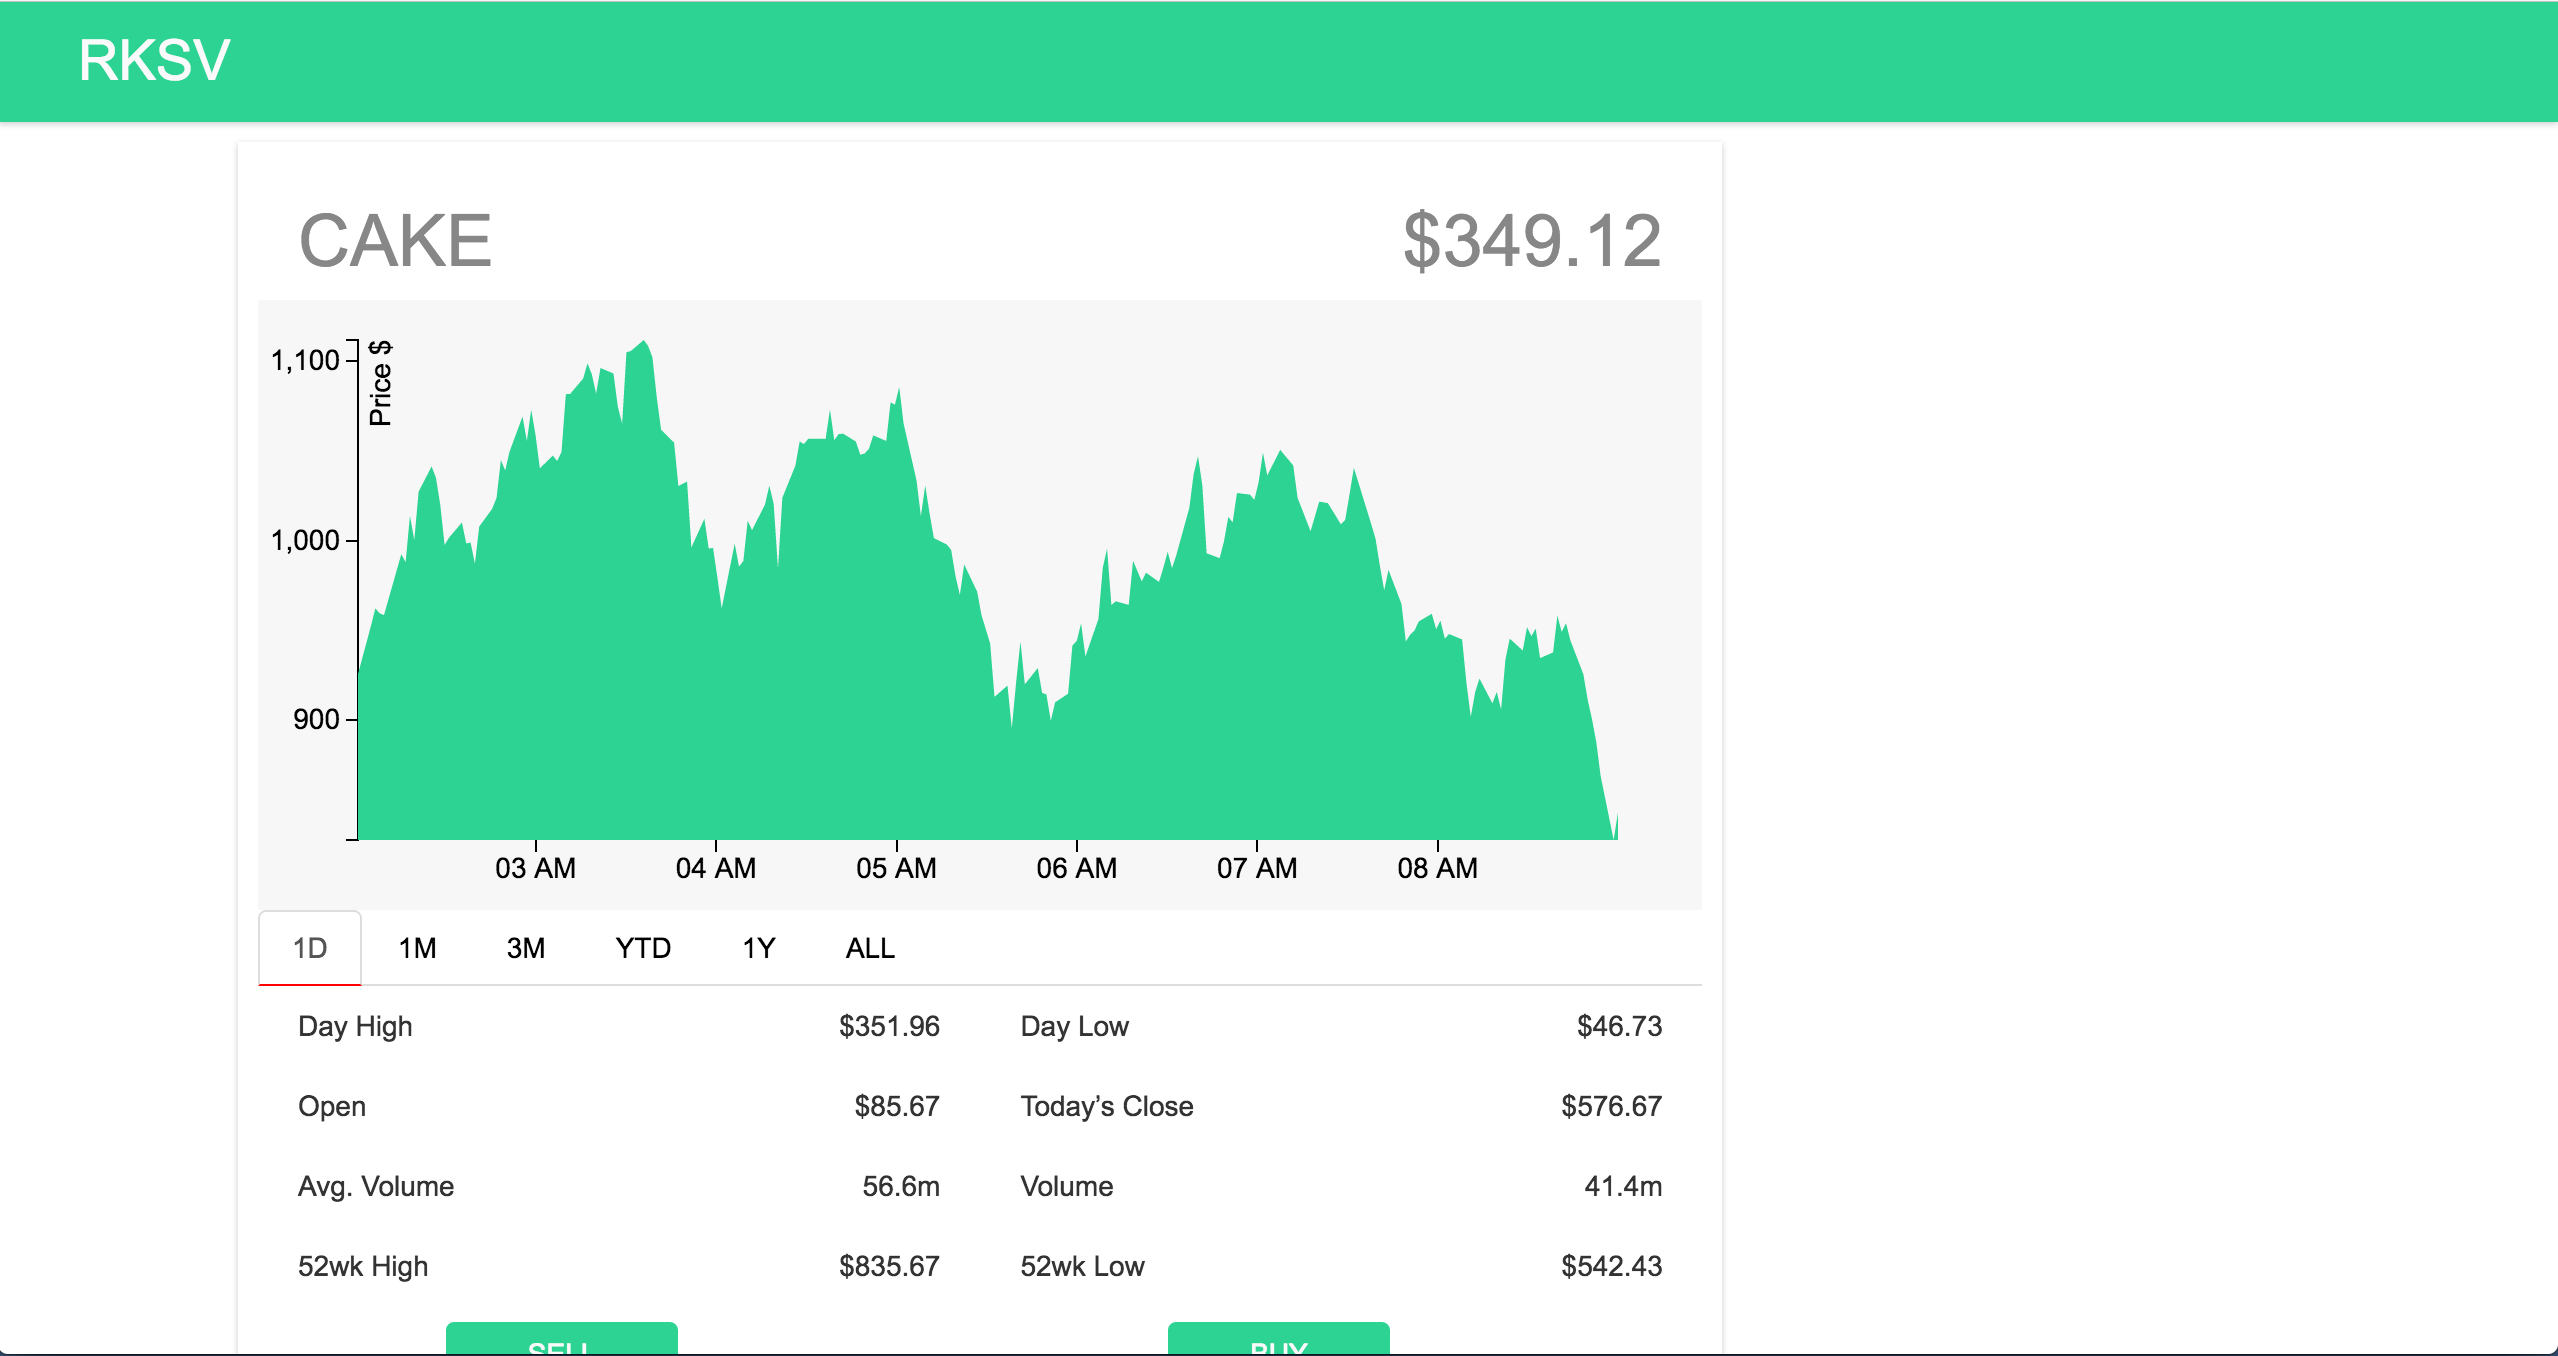 RKSV
CAKE $349.12
Price $
1,100
1,000
900
03 AM 04 AM 05 AM 06 AM 07 AM 08 AM
1D 1M 3M YTD 1Y ALL
Day High $351.96 Day Low $46.73
Open $85.67 Today’s Close $576.67
Avg. Volume 56.6m Volume 41.4m
52wk High $835.67 52wk Low $542.43
SELL BUY